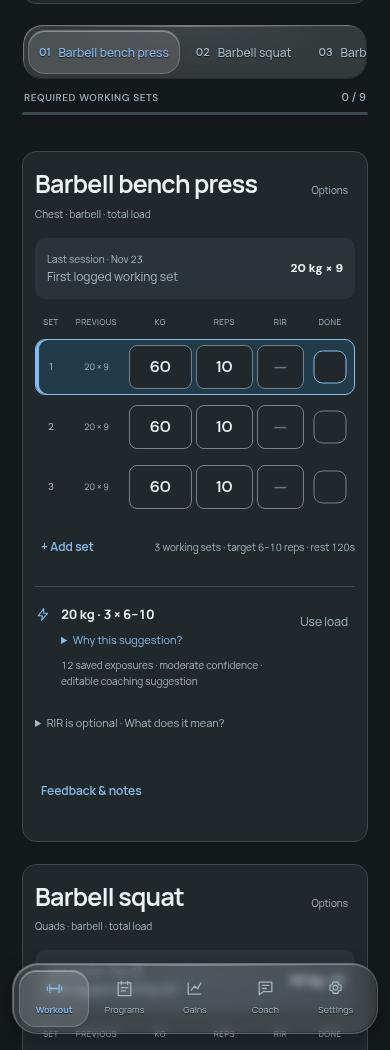 01 Barbell bench press 02 Barbell squat 03 Barb
REQUIRED WORKING SETS 0 / 9
Barbell bench press Options
Chest · barbell · total load
Last session · Nov 23
First logged working set 20 kg × 9
SET PREVIOUS KG REPS RIR DONE
1 20 × 9 60 10 —
2 20 × 9 60 10 —
3 20 × 9 60 10 —
+ Add set 3 working sets · target 6–10 reps · rest 120s
20 kg · 3 × 6–10 Use load
▶ Why this suggestion?
12 saved exposures · moderate confidence ·
editable coaching suggestion
▶ RIR is optional · What does it mean?
Feedback & notes
Barbell squat Options
Quads · barbell · total load
Workout Programs Gains Coach Settings
SET PREVIOUS KG REPS RIR DONE